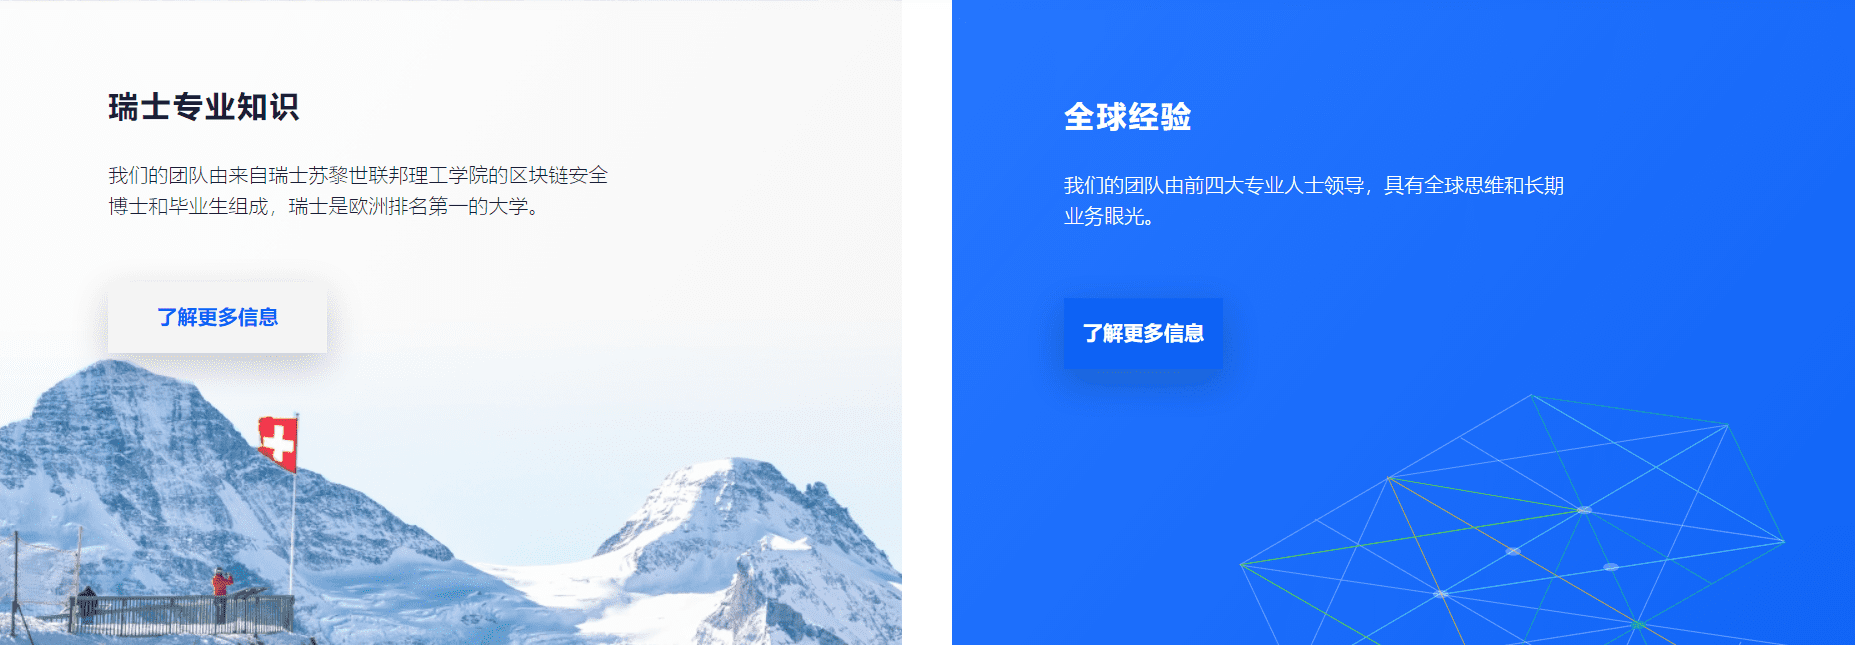 瑞士专业知识
我们的团队由来自瑞士苏黎世联邦理工学院的区块链安全
博士和毕业生组成，瑞士是欧洲排名第一的大学。
了解更多信息
全球经验
我们的团队由前四大专业人士领导，具有全球思维和长期
业务眼光。
了解更多信息